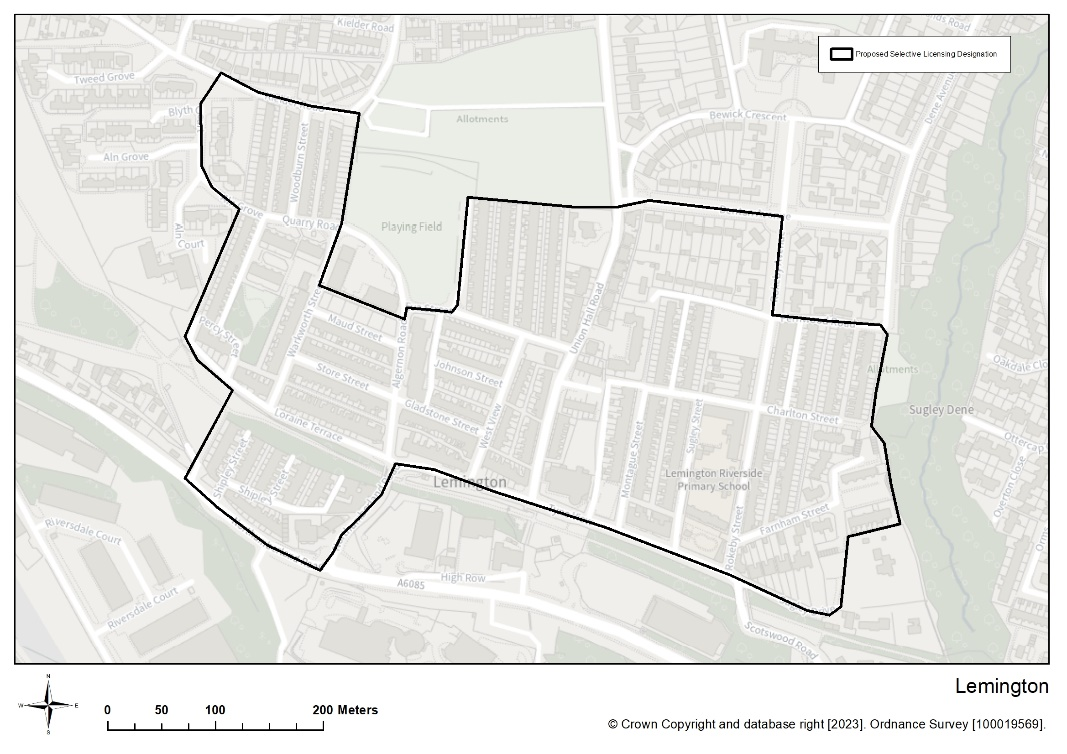 Kielder Road
Tweed Grove
Proposed Selective Licensing Designation
Blyth
Allotments
Bewick Crescent
Dene Avenue
Aln Grove
Woodburn Street
Quarry Road
Playing Field
Aln Court
Union Hall Road
Percy Street
Warkworth Street
Maud Street
Algernon Road
Store Street
Johnson Street
Allotments
Oakdale Clo
Gladstone Street
West View
Charlton Street
Sugley Dene
Loraine Terrace
Sugley Street
Montague Street
Ottercap
Shipley Street
Shipley
Lemington
Lemington Riverside
Primary School
Overton Close
Rokeby Street
Farnham Street
Riversdale Court
High Row
A6085
Riversdale Court
Scotswood Road
Lemington
N
W E
S
0 50 100 200 Meters
© Crown Copyright and database right [2023]. Ordnance Survey [100019569].